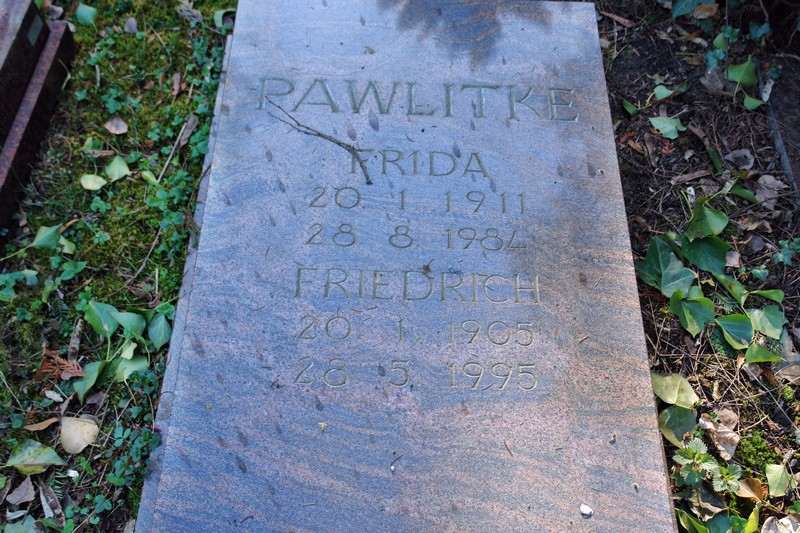 PAWLITKE
FRIDA
20 1 1911
28 8 1984
FRIEDRICH
20 1 1905
28 5 1995